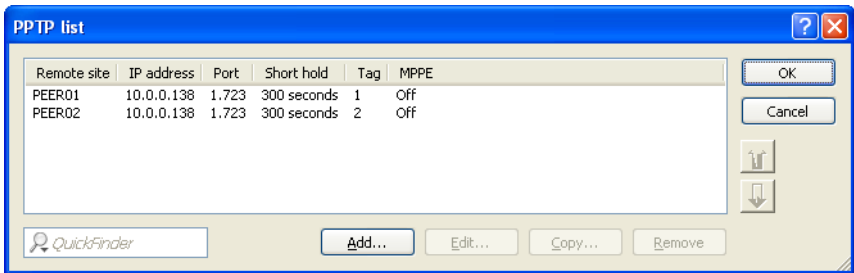 PPTP list
Remote site IP address Port Short hold Tag MPPE
PEER01 10.0.0.138 1.723 300 seconds 1 Off
PEER02 10.0.0.138 1.723 300 seconds 2 Off
OK
Cancel
QuickFinder Add... Edit... Copy... Remove